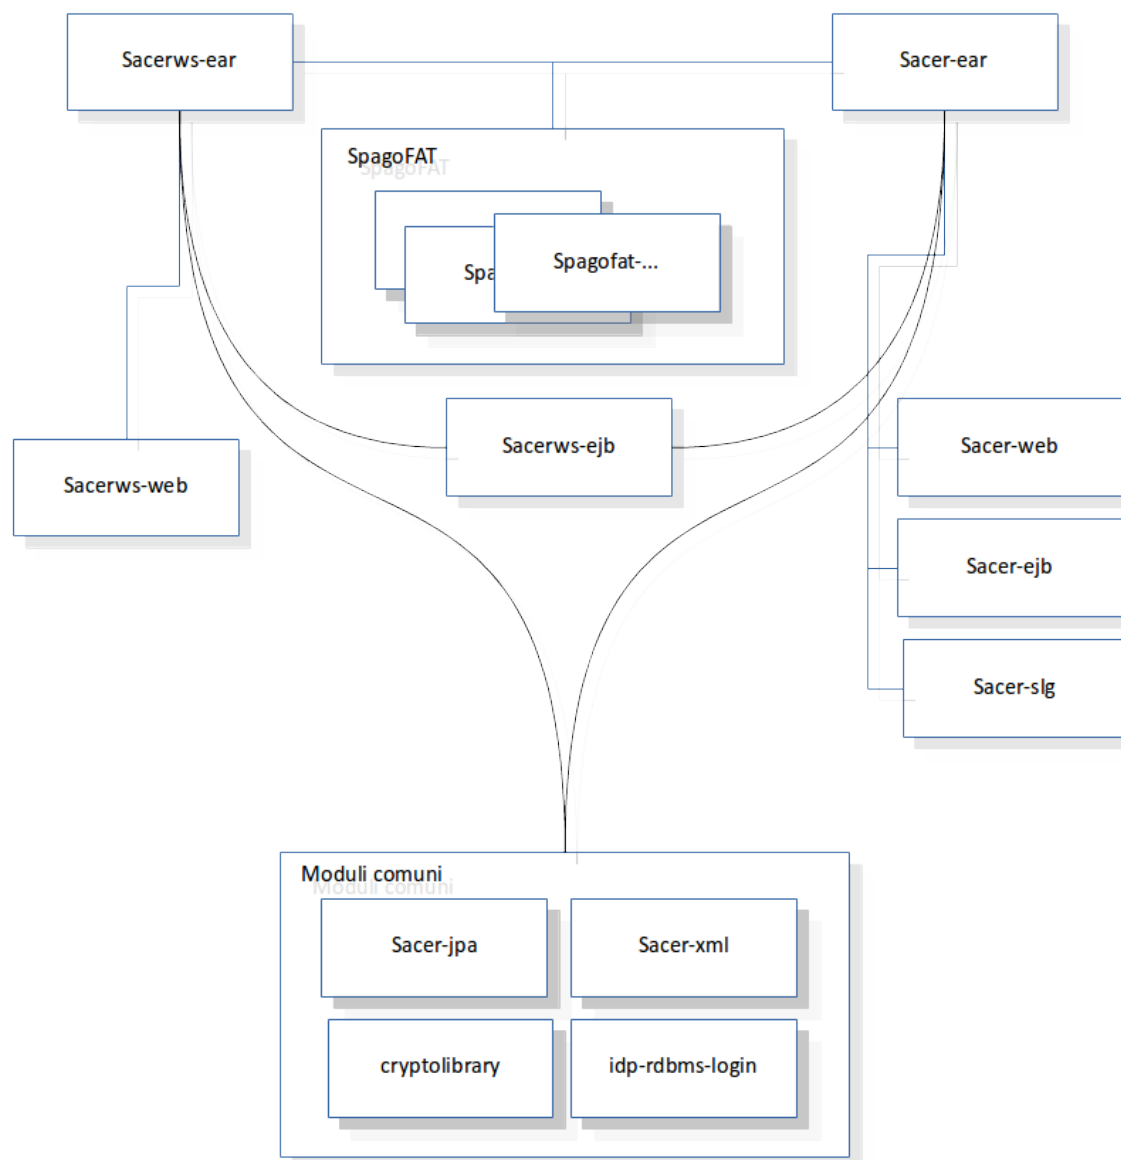 Sacerws-ear
Sacer-ear
SpagoFAT
Spagofat-...
Spa
Sacerws-ejb
Sacer-web
Sacerws-web
Sacer-ejb
Sacer-slg
Moduli comuni
Sacer-jpa
Sacer-xml
cryptolibrary
idp-rdbms-login